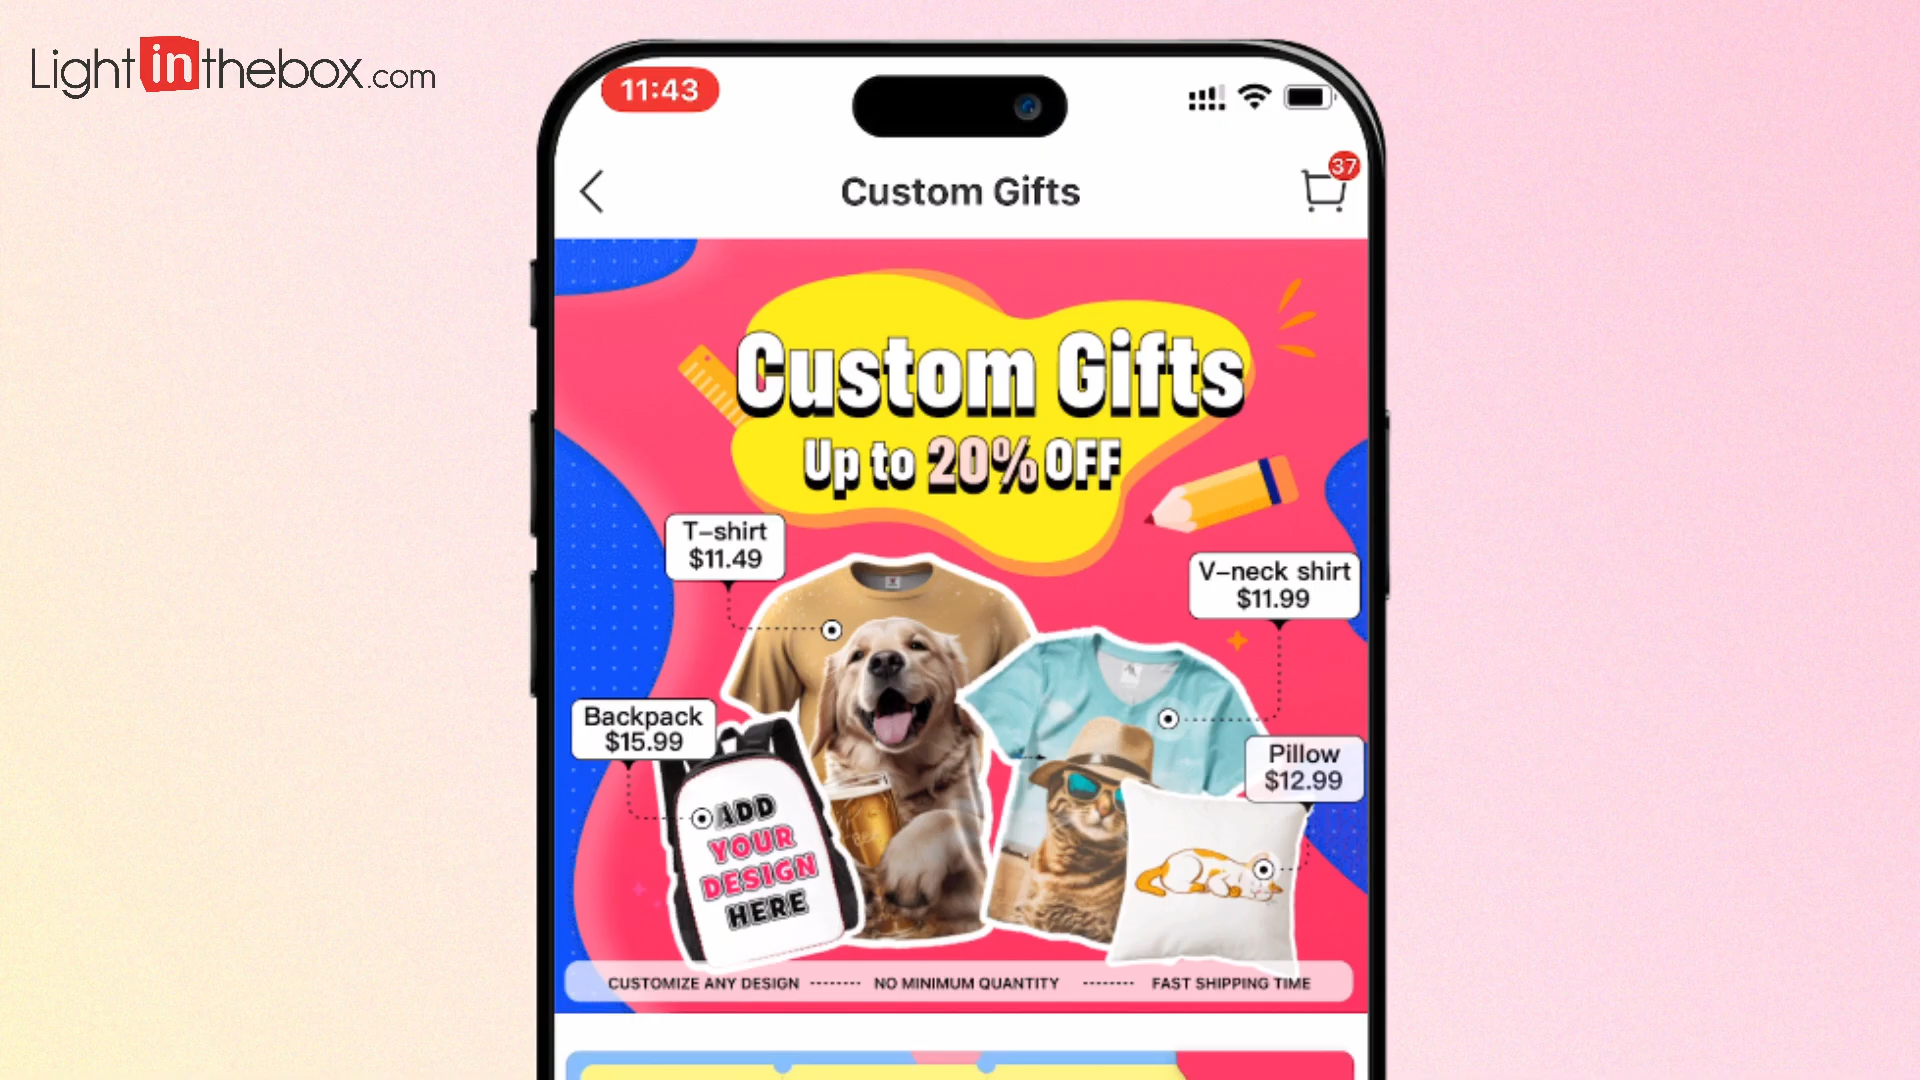 Lightinthebox.com
11:43
37
Custom Gifts
Custom Gifts
Up to 20% OFF
T-shirt
$11.49
V-neck shirt
$11.99
Backpack
$15.99
Pillow
$12.99
ADD
YOUR
DESIGN
HERE
CUSTOMIZE ANY DESIGN -------- NO MINIMUM QUANTITY -------- FAST SHIPPING TIME